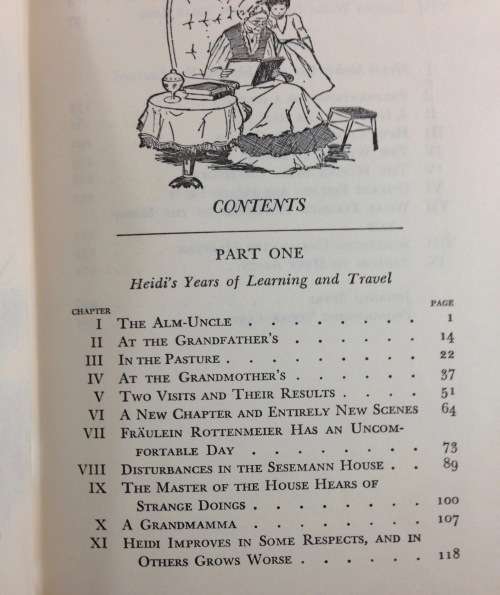 CONTENTS
PART ONE
Heidi's Years of Learning and Travel
CHAPTER PAGE
I THE ALM-UNCLE . . . . . . . . 1
II AT THE GRANDFATHER'S . . . . . . 14
III IN THE PASTURE . . . . . . . . 22
IV AT THE GRANDMOTHER'S . . . . . . 37
V TWO VISITS AND THEIR RESULTS . . . . 51
VI A NEW CHAPTER AND ENTIRELY NEW SCENES 64
VII FRÄULEIN ROTTENMEIER HAS AN UNCOM-
FORTABLE DAY . . . . . . . . 73
VIII DISTURBANCES IN THE SESEMANN HOUSE . . 89
IX THE MASTER OF THE HOUSE HEARS OF
STRANGE DOINGS . . . . . . . 100
X A GRANDMAMMA . . . . . . . 107
XI HEIDI IMPROVES IN SOME RESPECTS, AND IN
OTHERS GROWS WORSE . . . . . . 118